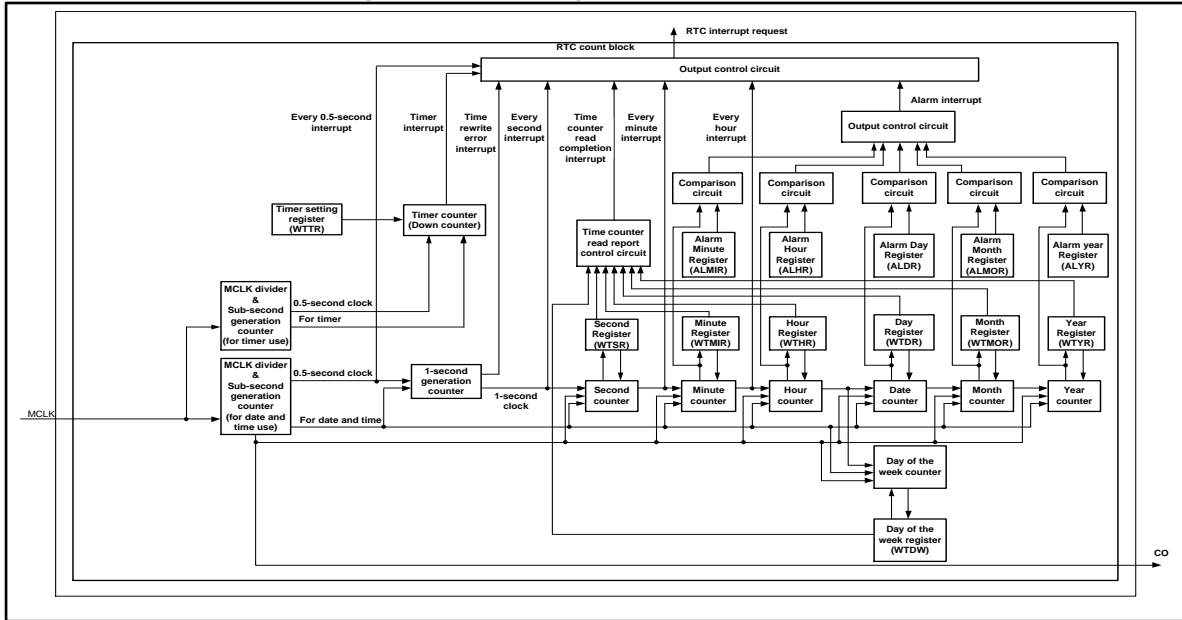 RTC interrupt request
RTC count block
Output control circuit
Every 0.5-second
interrupt
Timer
interrupt
Time
rewrite
error
interrupt
Every
second
interrupt
Time
counter
read
completion
interrupt
Every
minute
interrupt
Every
hour
interrupt
Alarm interrupt
Output control circuit
Comparison
circuit
Comparison
circuit
Comparison
circuit
Comparison
circuit
Comparison
circuit
Timer setting
register
(WTTR)
Timer counter
(Down counter)
Time counter
read report
control circuit
Alarm
Minute
Register
(ALMIR)
Alarm
Hour
Register
(ALHR)
Alarm Day
Register
(ALDR)
Alarm
Month
Register
(ALMOR)
Alarm year
Register
(ALYR)
MCLK divider
&
Sub-second
generation
counter
(for timer use)
0.5-second clock
For timer
Second
Register
(WTSR)
Minute
Register
(WTMIR)
Hour
Register
(WTHR)
Day
Register
(WTDR)
Month
Register
(WTMOR)
Year
Register
(WTYR)
MCLK divider
&
Sub-second
generation
counter
(for date and
time use)
0.5-second clock
1-second
generation
counter
1-second
clock
Second
counter
Minute
counter
Hour
counter
Date
counter
Month
counter
Year
counter
MCLK
For date and time
Day of the
week counter
Day of the
week register
(WTDW)
CO